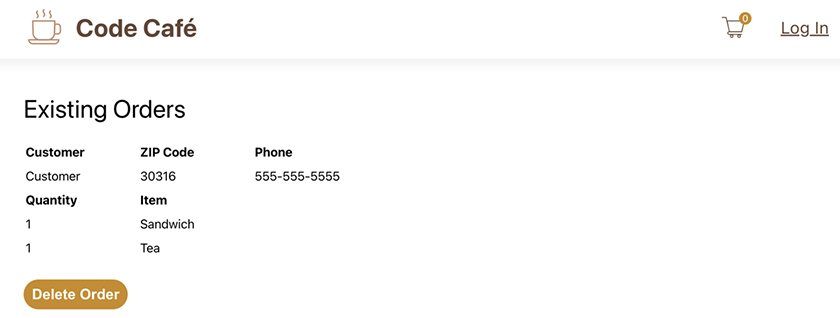 Code Café
0
Log In
Existing Orders
Customer ZIP Code Phone
Customer 30316 555-555-5555
Quantity Item
1 Sandwich
1 Tea
Delete Order